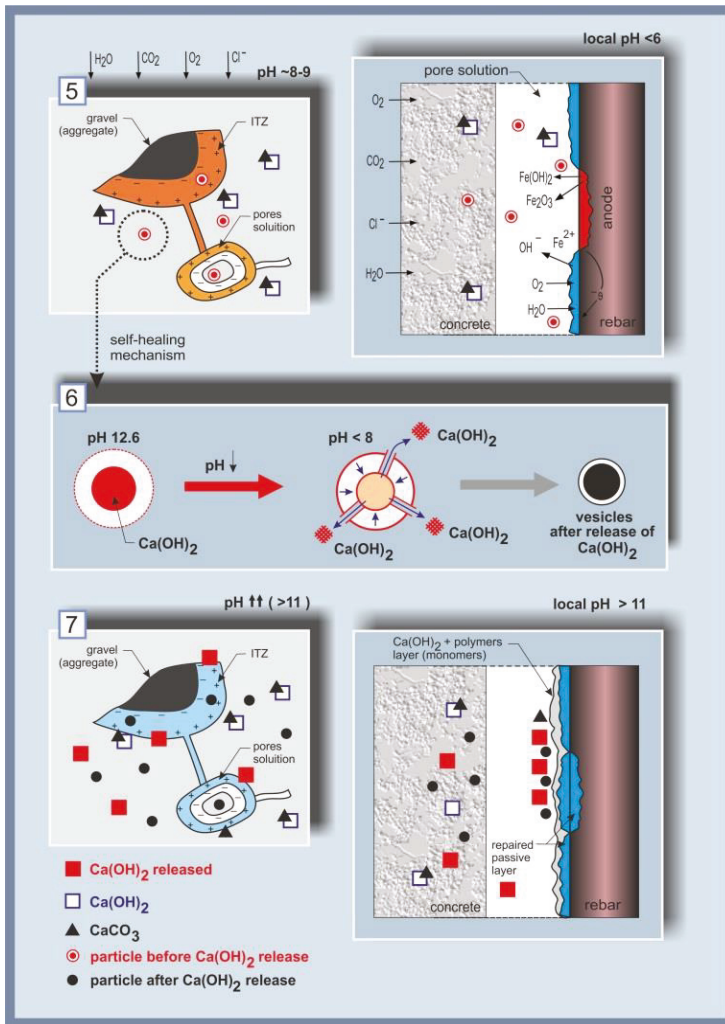 H2O CO2 O2 Cl⁻
pH ~8-9
5
gravel
(aggregate)
ITZ
pores
soluition
self-healing
mechanism
local pH <6
pore solution
O2
CO2
Cl⁻
H2O
Fe(OH)2
Fe2O3
Fe2+
OH⁻
O2
H2O
e⁻
anode
concrete
rebar
6
pH 12.6
Ca(OH)2
pH ↓
pH < 8
Ca(OH)2
Ca(OH)2
Ca(OH)2
vesicles
after release of
Ca(OH)2
pH ⬆⬆ ( >11 )
7
gravel
(aggregate)
ITZ
pores
soluition
local pH > 11
Ca(OH)2 + polymers
layer (monomers)
repaired
passive
layer
concrete
rebar
Ca(OH)2 released
Ca(OH)2
CaCO3
particle before Ca(OH)2 release
particle after Ca(OH)2 release